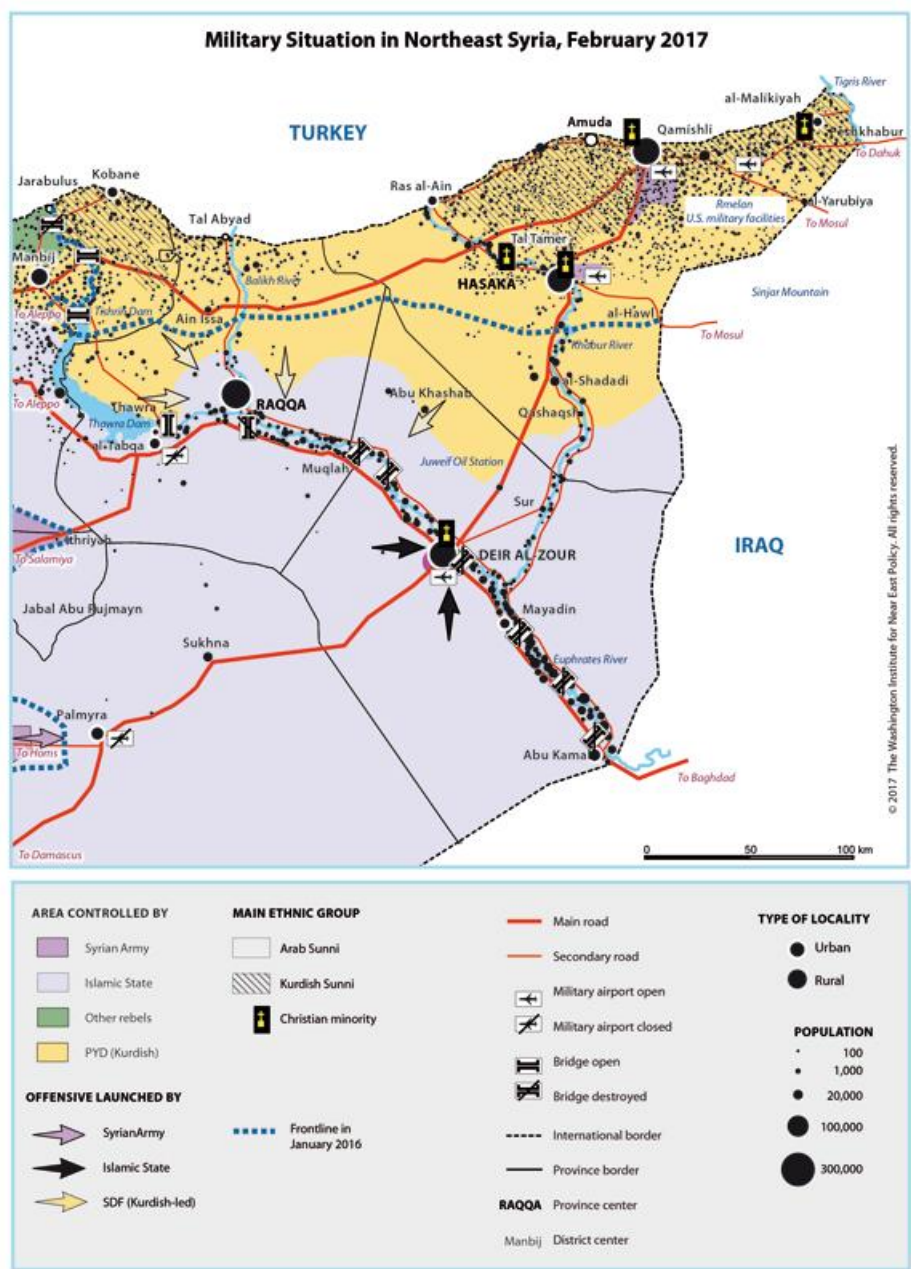 Military Situation in Northeast Syria, February 2017
Tigris River
al-Malikiyah
TURKEY
Amuda
Qamishli
Peshkhabur
To Dahuk
Jarabulus
Kobane
Ras al-Ain
al-Yarubiya
Rmelan
U.S. military facilities
To Mosul
Tal Abyad
Tal Tamer
Manbij
HASAKA
Balikh River
Sinjar Mountain
To Aleppo
Tishrin Dam
Ain Issa
al-Hawl
To Mosul
Khabur River
al-Shadadi
To Aleppo
Thawra
RAQQA
Abu Khashab
Qashaqsh
Thawra Dam
al-Tabqa
Muqlah
Juweif Oil Station
Sur
IRAQ
Ithriyah
To Salamiya
DEIR AL-ZOUR
Jabal Abu Rujmayn
Mayadin
Sukhna
Euphrates River
Palmyra
To Homs
Abu Kamal
To Baghdad
To Damascus
0 50 100 km
© 2017 The Washington Institute for Near East Policy. All rights reserved.
AREA CONTROLLED BY
Syrian Army
Islamic State
Other rebels
PYD (Kurdish)
OFFENSIVE LAUNCHED BY
SyrianArmy
Islamic State
SDF (Kurdish-led)
MAIN ETHNIC GROUP
Arab Sunni
Kurdish Sunni
Christian minority
Frontline in
January 2016
Main road
Secondary road
Military airport open
Military airport closed
Bridge open
Bridge destroyed
International border
Province border
RAQQA Province center
Manbij District center
TYPE OF LOCALITY
Urban
Rural
POPULATION
100
1,000
20,000
100,000
300,000